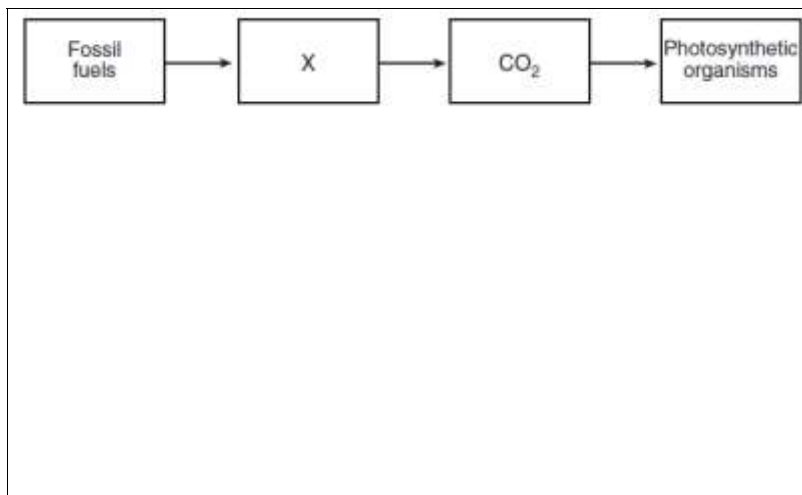 Fossil
fuels
X
CO₂
Photosynthetic
organisms